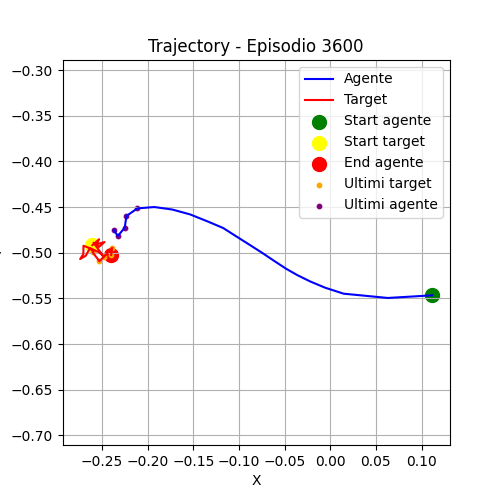 Trajectory - Episodio 3600
Agente
Target
Start agente
Start target
End agente
Ultimi target
Ultimi agente
−0.30
−0.35
−0.40
−0.45
−0.50
−0.55
−0.60
−0.65
−0.70
−0.25 −0.20 −0.15 −0.10 −0.05 0.00 0.05 0.10
X